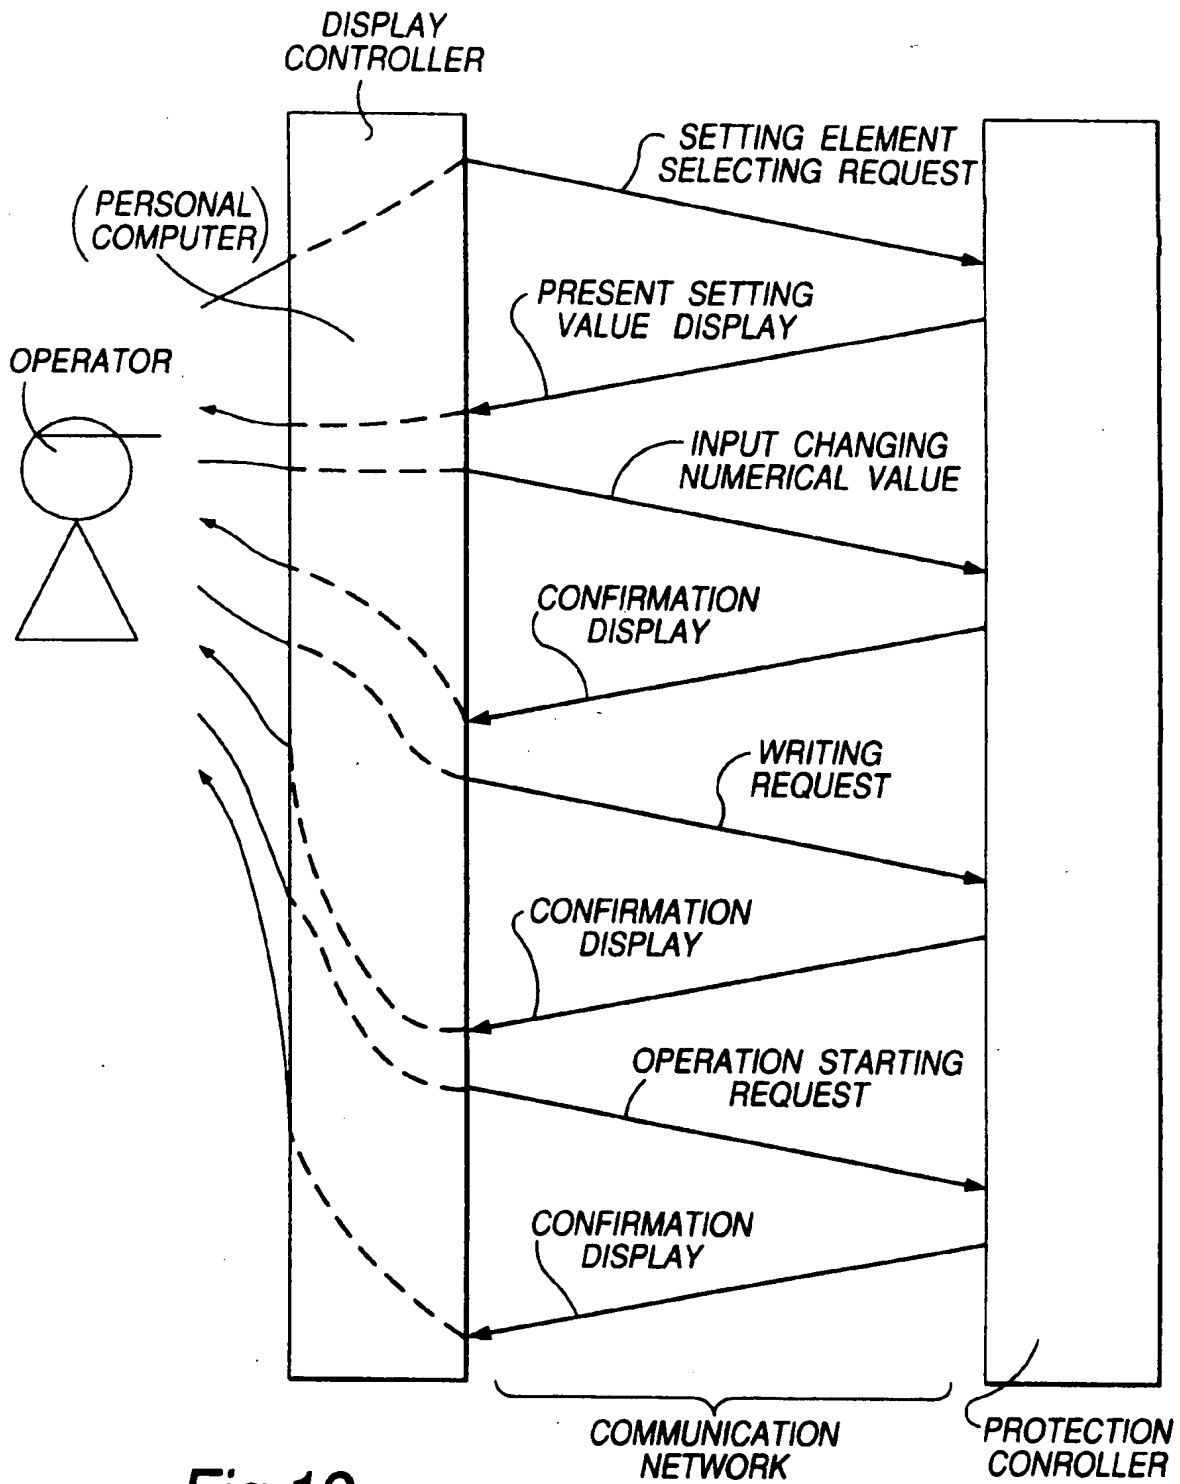 DISPLAY
CONTROLLER
SETTING ELEMENT
SELECTING REQUEST
(PERSONAL
COMPUTER)
PRESENT SETTING
VALUE DISPLAY
OPERATOR
INPUT CHANGING
NUMERICAL VALUE
CONFIRMATION
DISPLAY
WRITING
REQUEST
CONFIRMATION
DISPLAY
OPERATION STARTING
REQUEST
CONFIRMATION
DISPLAY
COMMUNICATION
NETWORK
PROTECTION
CONROLLER